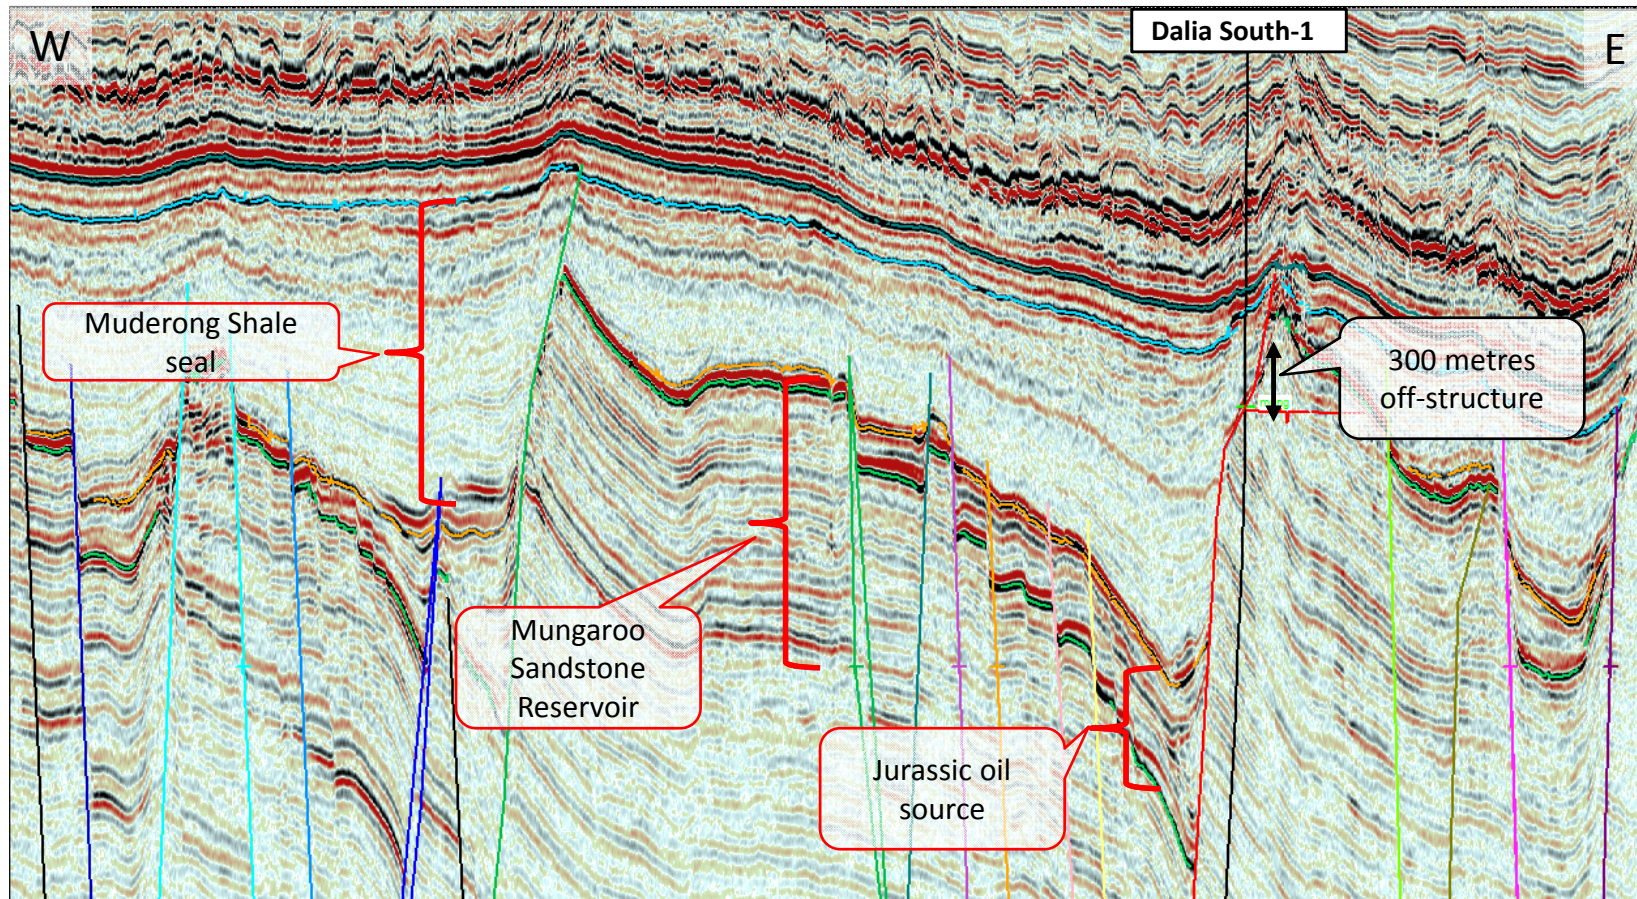 W
Dalia South-1
E
Muderong Shale
seal
300 metres
off-structure
Mungaroo
Sandstone
Reservoir
Jurassic oil
source